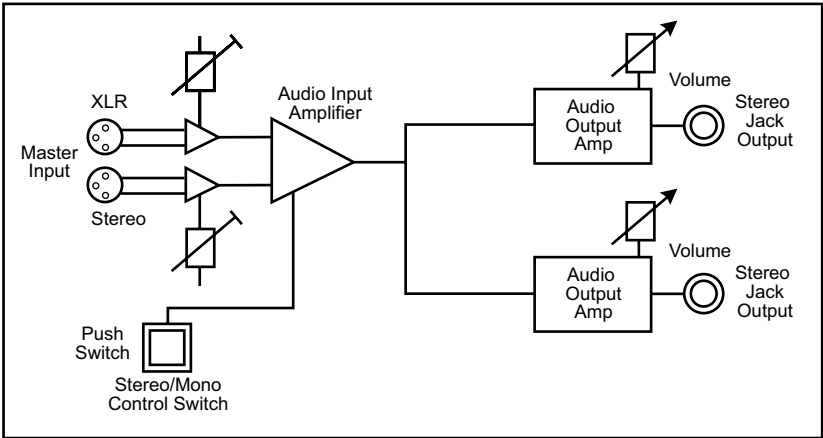 XLR
Master
Input
Stereo
Audio Input
Amplifier
Push
Switch
Stereo/Mono
Control Switch
Audio
Output
Amp
Volume
Stereo
Jack
Output
Audio
Output
Amp
Volume
Stereo
Jack
Output